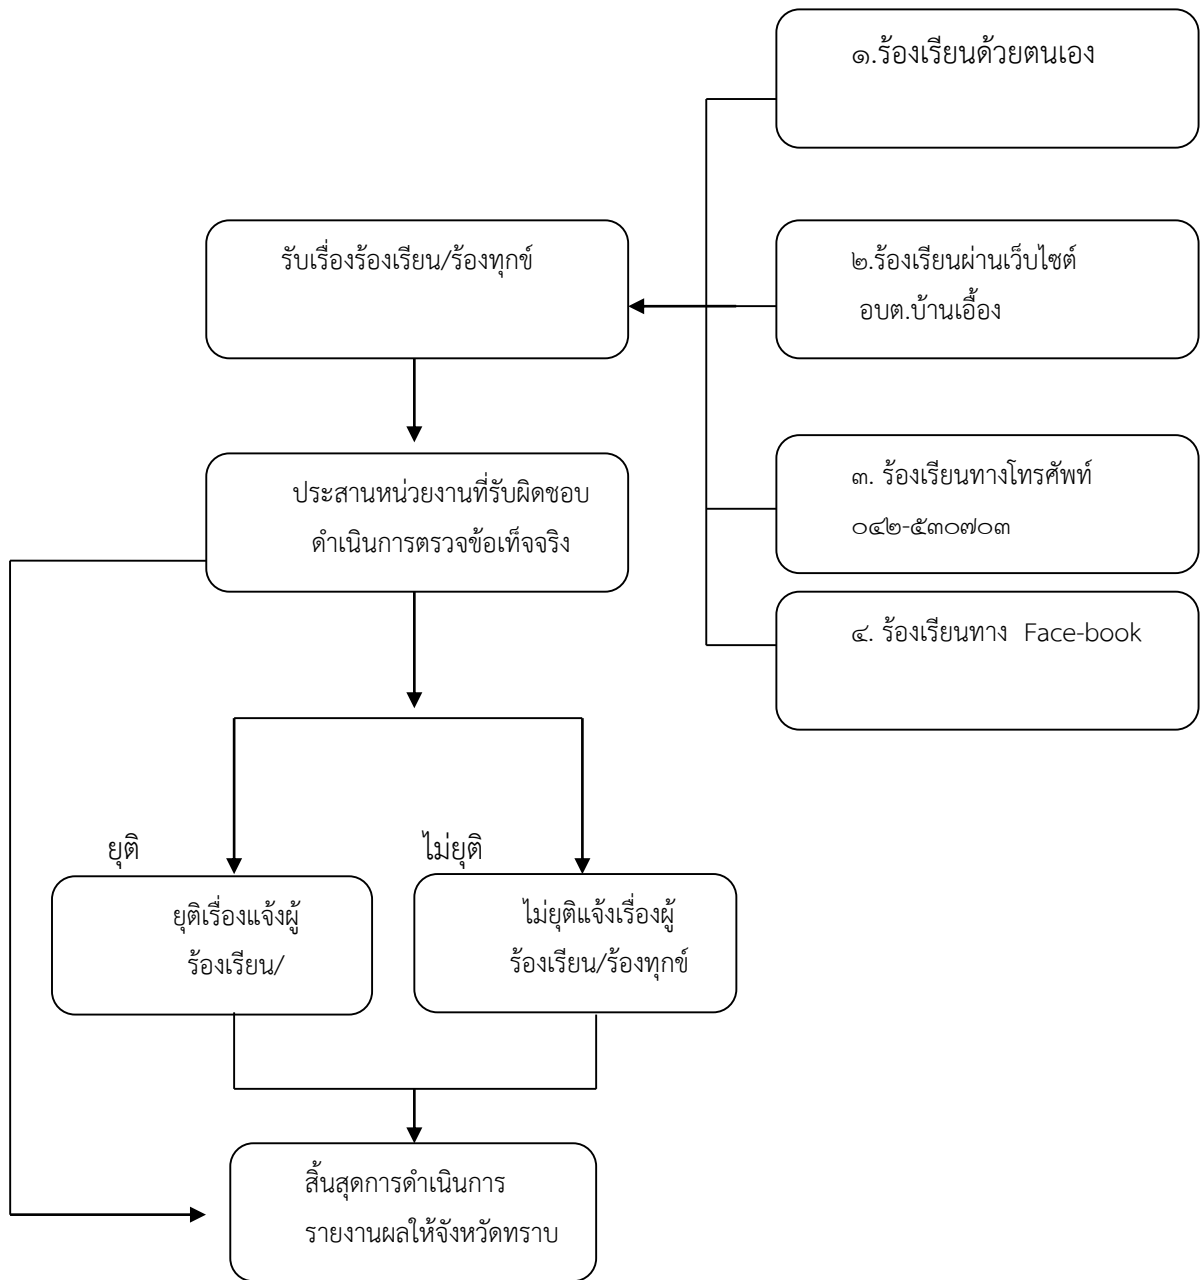 ๑.ร้องเรียนด้วยตนเอง
รับเรื่องร้องเรียน/ร้องทุกข์
๒.ร้องเรียนผ่านเว็บไซต์
อบต.บ้านเอื้อง
ประสานหน่วยงานที่รับผิดชอบ
ดำเนินการตรวจข้อเท็จจริง
๓. ร้องเรียนทางโทรศัพท์
๐๔๒-๕๓๐๗๐๓
๔. ร้องเรียนทาง Face-book
ยุติ
ไม่ยุติ
ยุติเรื่องแจ้งผู้
ร้องเรียน/
ไม่ยุติแจ้งเรื่องผู้
ร้องเรียน/ร้องทุกข์
สิ้นสุดการดำเนินการ
รายงานผลให้จังหวัดทราบ